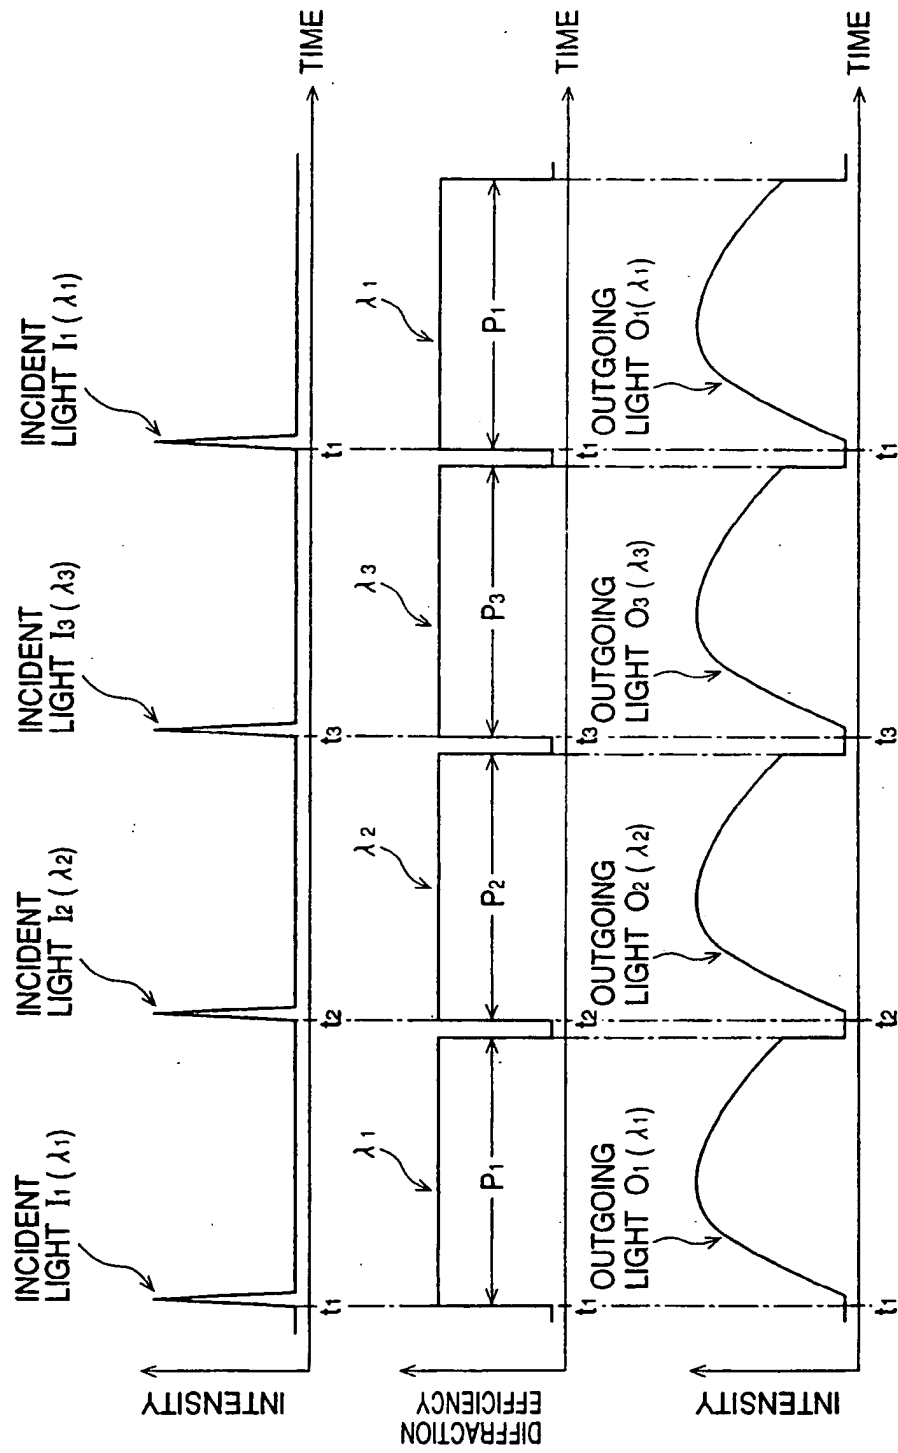 INCIDENT
LIGHT I1 (λ1)
INCIDENT
LIGHT I2 (λ2)
INCIDENT
LIGHT I3 (λ3)
INCIDENT
LIGHT I1 (λ1)
INTENSITY
t1
t2
t3
t1
TIME
λ1
λ2
λ3
λ1
DIFFRACTION
EFFICIENCY
P1
P2
P3
P1
t1
t2
t3
t1
TIME
OUTGOING
LIGHT O1 (λ1)
OUTGOING
LIGHT O2 (λ2)
OUTGOING
LIGHT O3 (λ3)
OUTGOING
LIGHT O1 (λ1)
INTENSITY
t1
t2
t3
t1
TIME